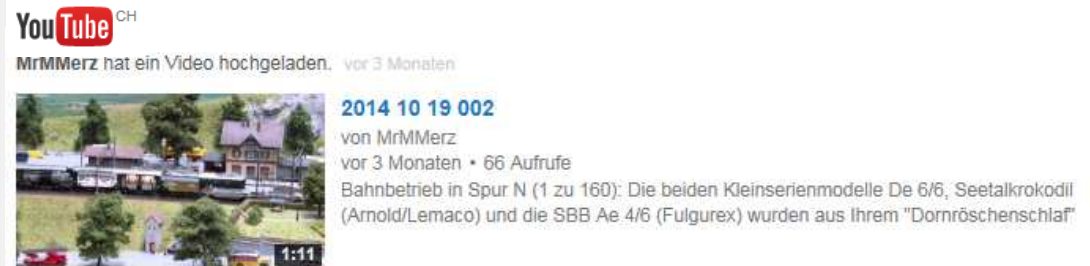 YouTube CH
MrMMerz hat ein Video hochgeladen. vor 3 Monaten
2014 10 19 002
von MrMMerz
vor 3 Monaten • 66 Aufrufe
Bahnbetrieb in Spur N (1 zu 160): Die beiden Kleinserienmodelle De 6/6, Seetalkrokodil
(Arnold/Lemaco) und die SBB Ae 4/6 (Fulgurex) wurden aus Ihrem "Dornröschenschlaf"
1:11